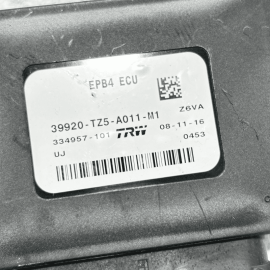 EPB4 ECU
Z6VA
39920-TZ5-A011-M1
334957-101 TRW 08-11-16
UJ 0453